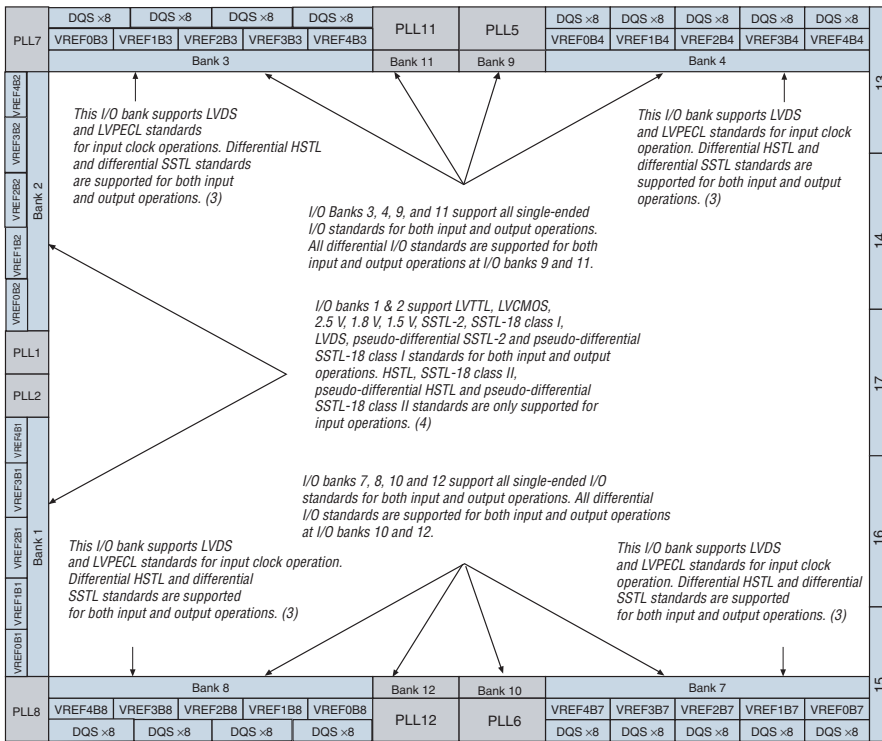 PLL7
DQS ×8 DQS ×8 DQS ×8 DQS ×8
VREF0B3 VREF1B3 VREF2B3 VREF3B3 VREF4B3
Bank 3
PLL11
Bank 11
PLL5
Bank 9
DQS ×8 DQS ×8 DQS ×8 DQS ×8 DQS ×8
VREF0B4 VREF1B4 VREF2B4 VREF3B4 VREF4B4
Bank 4
VREF4B2
VREF3B2
VREF2B2
VREF1B2
VREF0B2
Bank 2
PLL1
PLL2
VREF4B1
VREF3B1
VREF2B1
VREF1B1
VREF0B1
Bank 1
This I/O bank supports LVDS
and LVPECL standards
for input clock operations. Differential HSTL
and differential SSTL standards
are supported for both input
and output operations. (3)
This I/O bank supports LVDS
and LVPECL standards for input clock
operation. Differential HSTL and
differential SSTL standards are
supported for both input and output
operations. (3)
I/O Banks 3, 4, 9, and 11 support all single-ended
I/O standards for both input and output operations.
All differential I/O standards are supported for both
input and output operations at I/O banks 9 and 11.
I/O banks 1 & 2 support LVTTL, LVCMOS,
2.5 V, 1.8 V, 1.5 V, SSTL-2, SSTL-18 class I,
LVDS, pseudo-differential SSTL-2 and pseudo-differential
SSTL-18 class I standards for both input and output
operations. HSTL, SSTL-18 class II,
pseudo-differential HSTL and pseudo-differential
SSTL-18 class II standards are only supported for
input operations. (4)
I/O banks 7, 8, 10 and 12 support all single-ended I/O
standards for both input and output operations. All differential
I/O standards are supported for both input and output operations
at I/O banks 10 and 12.
This I/O bank supports LVDS
and LVPECL standards for input clock operation.
Differential HSTL and differential
SSTL standards are supported
for both input and output operations. (3)
This I/O bank supports LVDS
and LVPECL standards for input clock
operation. Differential HSTL and differential
SSTL standards are supported
for both input and output operations. (3)
13
14
17
16
15
PLL8
Bank 8
VREF4B8 VREF3B8 VREF2B8 VREF1B8 VREF0B8
DQS ×8 DQS ×8 DQS ×8 DQS ×8
Bank 12
PLL12
Bank 10
PLL6
Bank 7
VREF4B7 VREF3B7 VREF2B7 VREF1B7 VREF0B7
DQS ×8 DQS ×8 DQS ×8 DQS ×8 DQS ×8